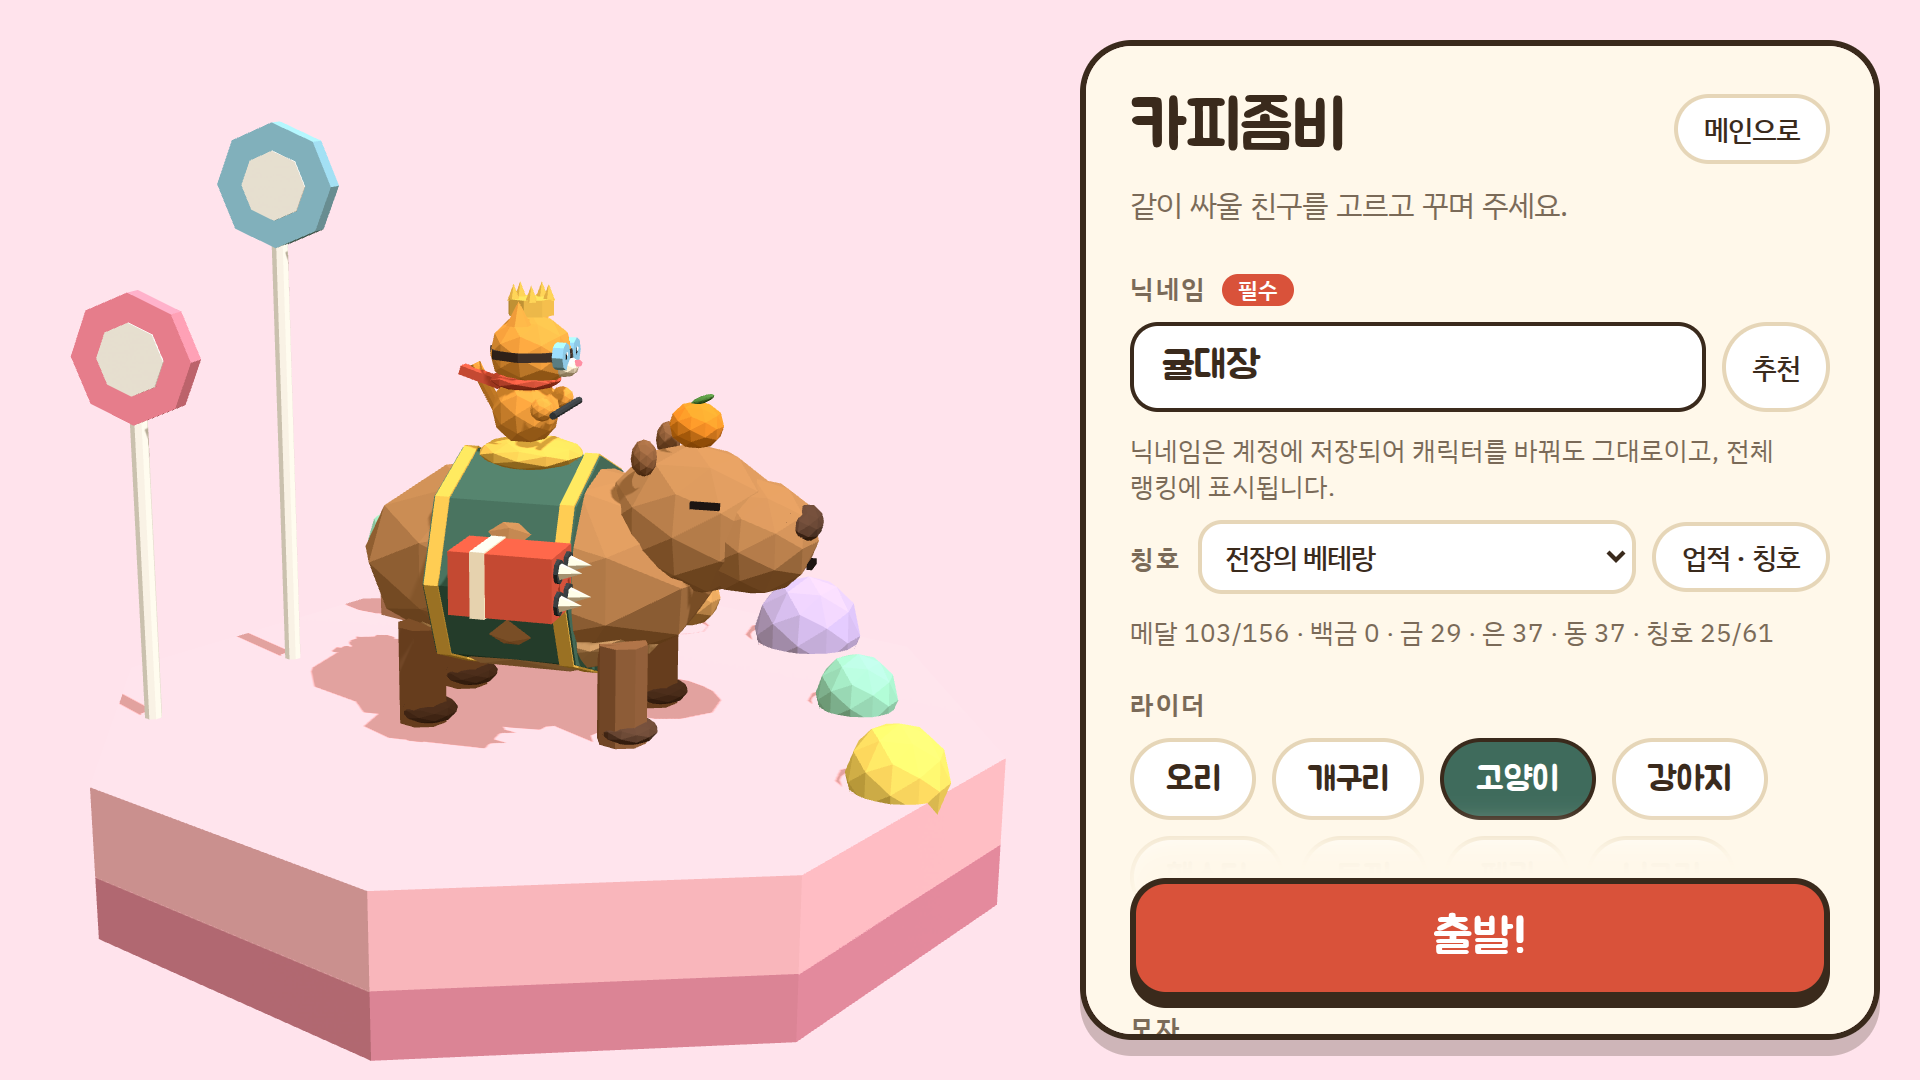 카피좀비
메인으로
같이 싸울 친구를 고르고 꾸며 주세요.
닉네임 필수
귤대장
추천
닉네임은 계정에 저장되어 캐릭터를 바꿔도 그대로이고, 전체
랭킹에 표시됩니다.
칭호 전장의 베테랑 업적 · 칭호
메달 103/156 · 백금 0 · 금 29 · 은 37 · 동 37 · 칭호 25/61
라이더
오리 개구리 고양이 강아지
출발!
모자